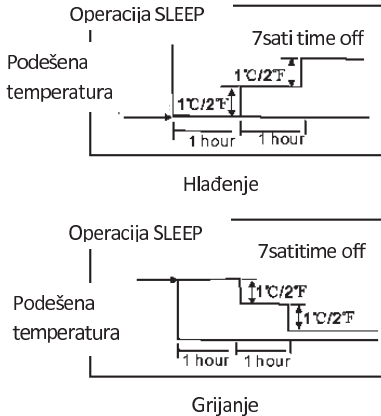 Operacija SLEEP
7sati time off
Podešena
temperatura
1℃/2℉
1℃/2℉
1 hour
1 hour
Hlađenje
Operacija SLEEP
7satitime off
Podešena
temperatura
1℃/2℉
1℃/2℉
1 hour
1 hour
Grijanje